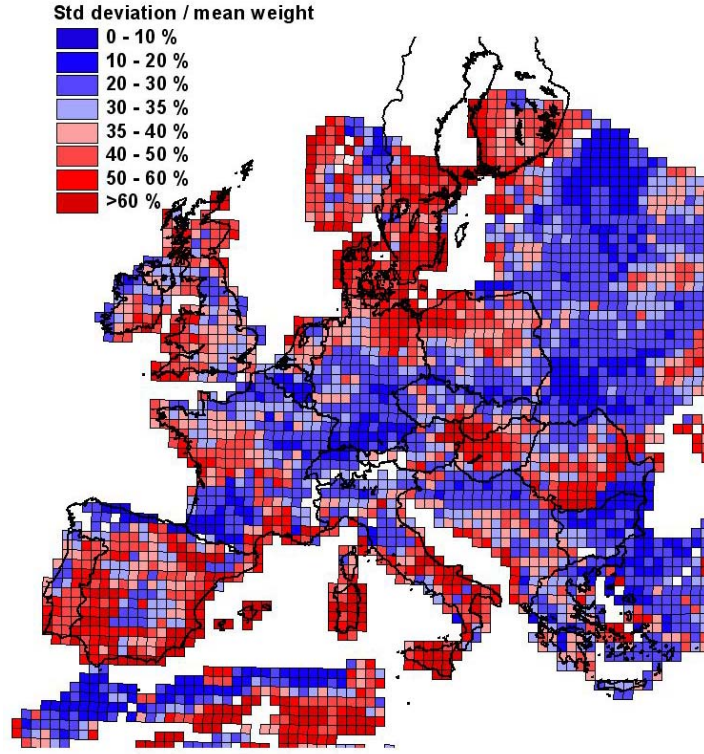 Std deviation / mean weight
0 - 10 %
10 - 20 %
20 - 30 %
30 - 35 %
35 - 40 %
40 - 50 %
50 - 60 %
>60 %